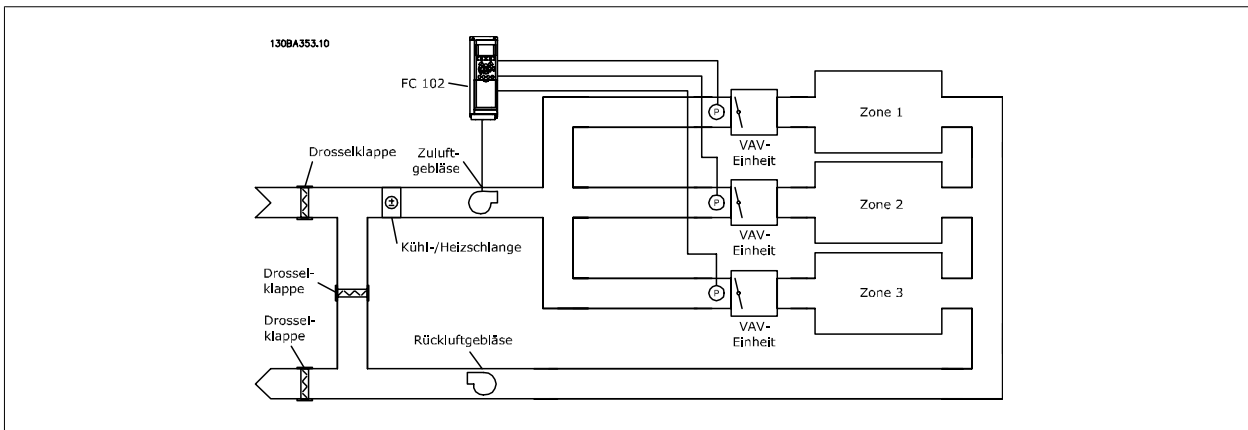 130BA353.10
FC 102
Drosselklappe
Zuluft-
gebläse
Kühl-/Heizschlange
P
VAV-
Einheit
Zone 1
P
VAV-
Einheit
Zone 2
P
VAV-
Einheit
Zone 3
Drossel-
klappe
Drossel-
klappe
Rückluftgebläse